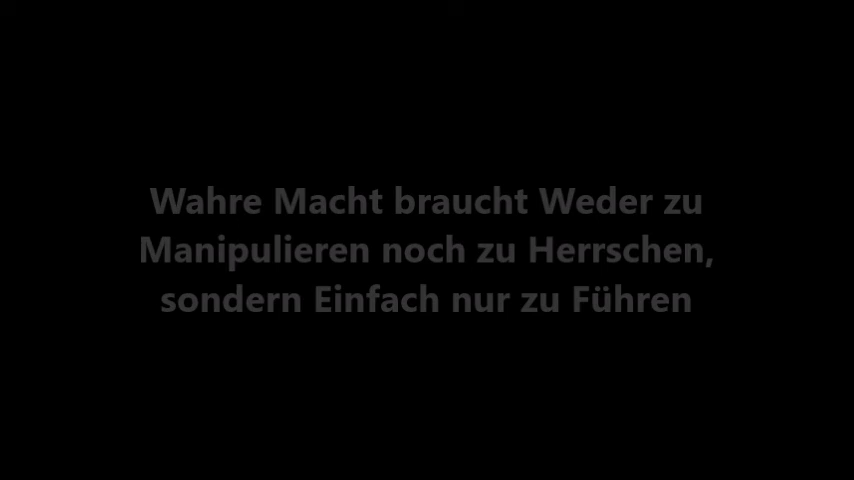 Wahre Macht braucht Weder zu
Manipulieren noch zu Herrschen,
sondern Einfach nur zu Führen